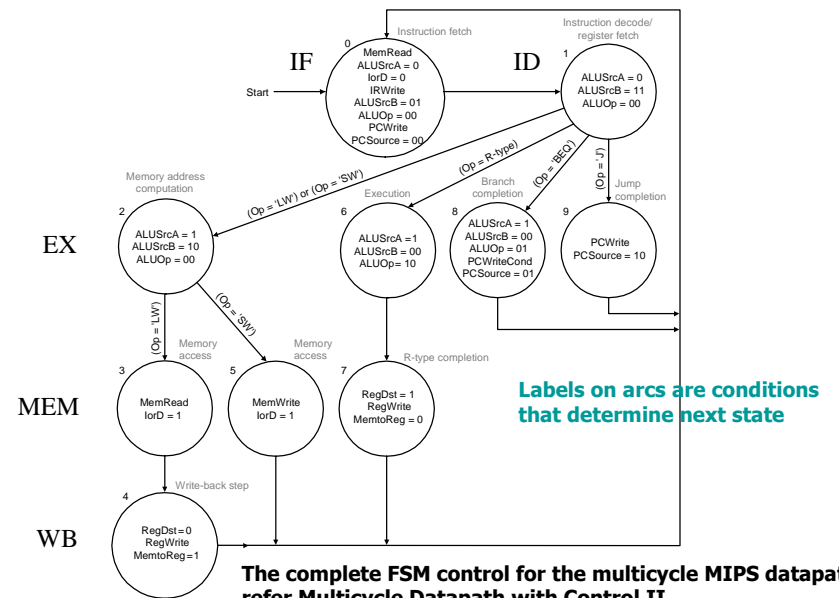 Instruction fetch
Instruction decode/
register fetch
IF
0
MemRead
ALUSrcA = 0
IorD = 0
IRWrite
ALUSrcB = 01
ALUOp = 00
PCWrite
PCSource = 00
Start
ID
1
ALUSrcA = 0
ALUSrcB = 11
ALUOp = 00
(Op = 'LW') or (Op = 'SW')
(Op = R-type)
(Op = 'BEQ')
(Op = 'J')
Memory address
computation
Execution
Branch
completion
Jump
completion
EX
2
ALUSrcA = 1
ALUSrcB = 10
ALUOp = 00
6
ALUSrcA =1
ALUSrcB = 00
ALUOp= 10
8
ALUSrcA = 1
ALUSrcB = 00
ALUOp = 01
PCWriteCond
PCSource = 01
9
PCWrite
PCSource = 10
(Op = 'LW')
(Op = 'SW')
Memory
access
Memory
access
R-type completion
MEM
3
MemRead
IorD = 1
5
MemWrite
IorD = 1
7
RegDst = 1
RegWrite
MemtoReg = 0
Labels on arcs are conditions
that determine next state
Write-back step
WB
4
RegDst=0
RegWrite
MemtoReg=1
The complete FSM control for the multicycle MIPS datapat
refer Multicycle Datapath with Control II